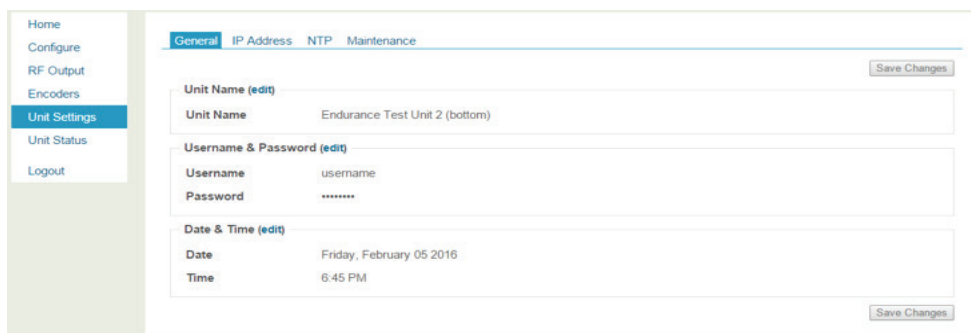 Home
Configure
RF Output
Encoders
Unit Settings
Unit Status
Logout
General IP Address NTP Maintenance
Save Changes
Unit Name (edit)
Unit Name Endurance Test Unit 2 (bottom)
Username & Password (edit)
Username username
Password ••••••••
Date & Time (edit)
Date Friday, February 05 2016
Time 6:45 PM
Save Changes